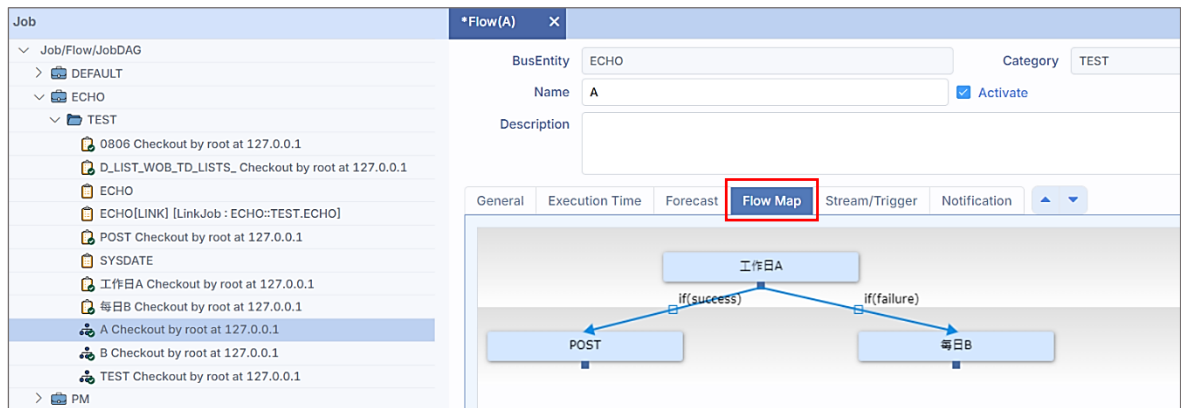 Job
Job/Flow/JobDAG
DEFAULT
ECHO
TEST
0806 Checkout by root at 127.0.0.1
D_LIST_WOB_TD_LISTS_ Checkout by root at 127.0.0.1
ECHO
ECHO[LINK] [LinkJob : ECHO::TEST.ECHO]
POST Checkout by root at 127.0.0.1
SYSDATE
工作日A Checkout by root at 127.0.0.1
每日B Checkout by root at 127.0.0.1
A Checkout by root at 127.0.0.1
B Checkout by root at 127.0.0.1
TEST Checkout by root at 127.0.0.1
PM
*Flow(A)
BusEntity ECHO Category TEST
Name A Activate
Description
General Execution Time Forecast Flow Map Stream/Trigger Notification
工作日A
if(success) if(failure)
POST 每日B